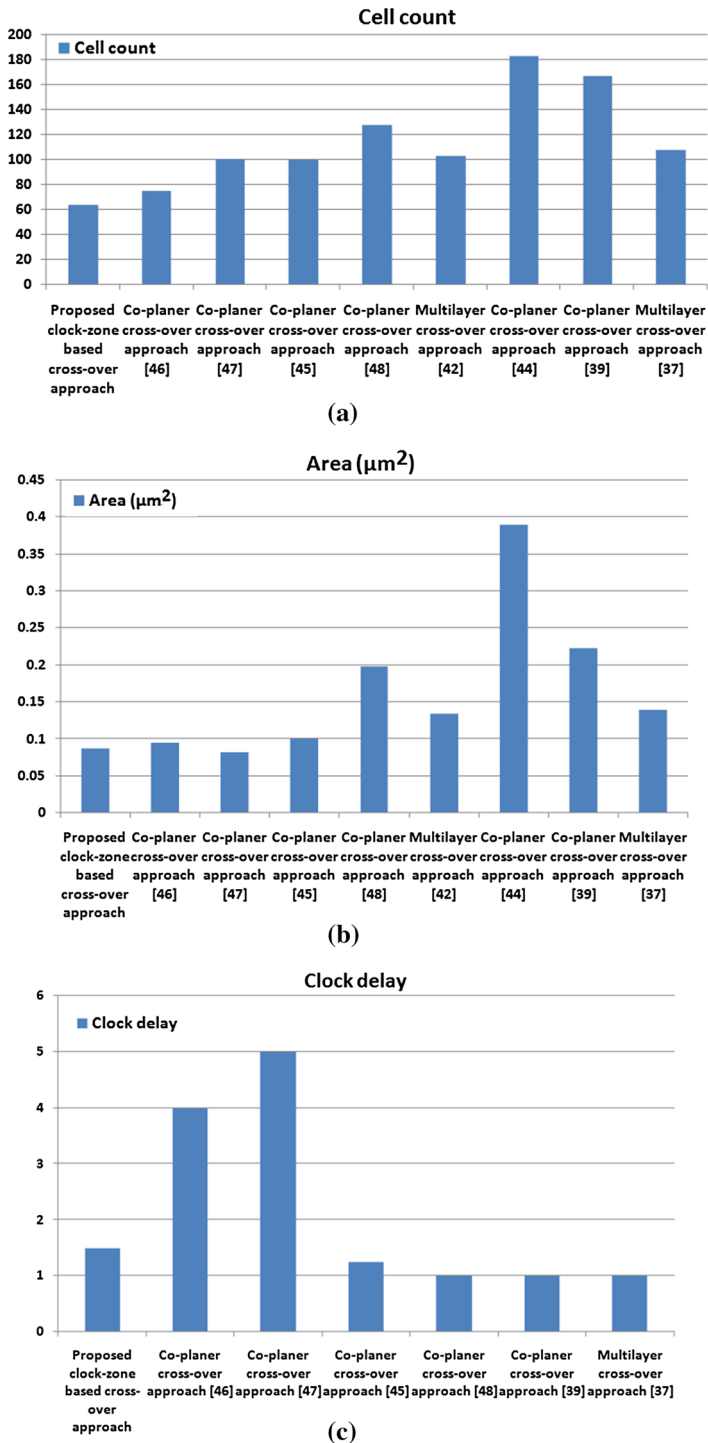 Cell count
Cell count
200
180
160
140
120
100
80
60
40
20
0
Proposed Co-planer Co-planer Co-planer Co-planer Multilayer Co-planer Co-planer Multilayer
clock-zone cross-over cross-over cross-over cross-over cross-over cross-over cross-over cross-over
based approach approach approach approach approach approach approach approach
cross-over [46] [47] [45] [48] [42] [44] [39] [37]
approach
(a)
Area (µm²)
Area (µm²)
0.45
0.4
0.3
0.25
0.2
0.15
0.1
0.05
0
Proposed Co-planer Co-planer Co-planer Co-planer Multilayer Co-planer Co-planer Multilayer
clock-zone cross-over cross-over cross-over cross-over cross-over cross-over cross-over cross-over
based approach approach approach approach approach approach approach approach
cross-over [46] [47] [45] [48] [42] [44] [39] [37]
approach
(b)
Clock delay
Clock delay
6
5
4
3
2
1
0
Proposed Co-planer Co-planer Co-planer Co-planer Co-planer Multilayer
clock-zone cross-over cross-over cross-over cross-over cross-over cross-over
based cross- approach [46] approach [47] approach [45] approach [48] approach [39] approach [37]
over
approach
(c)